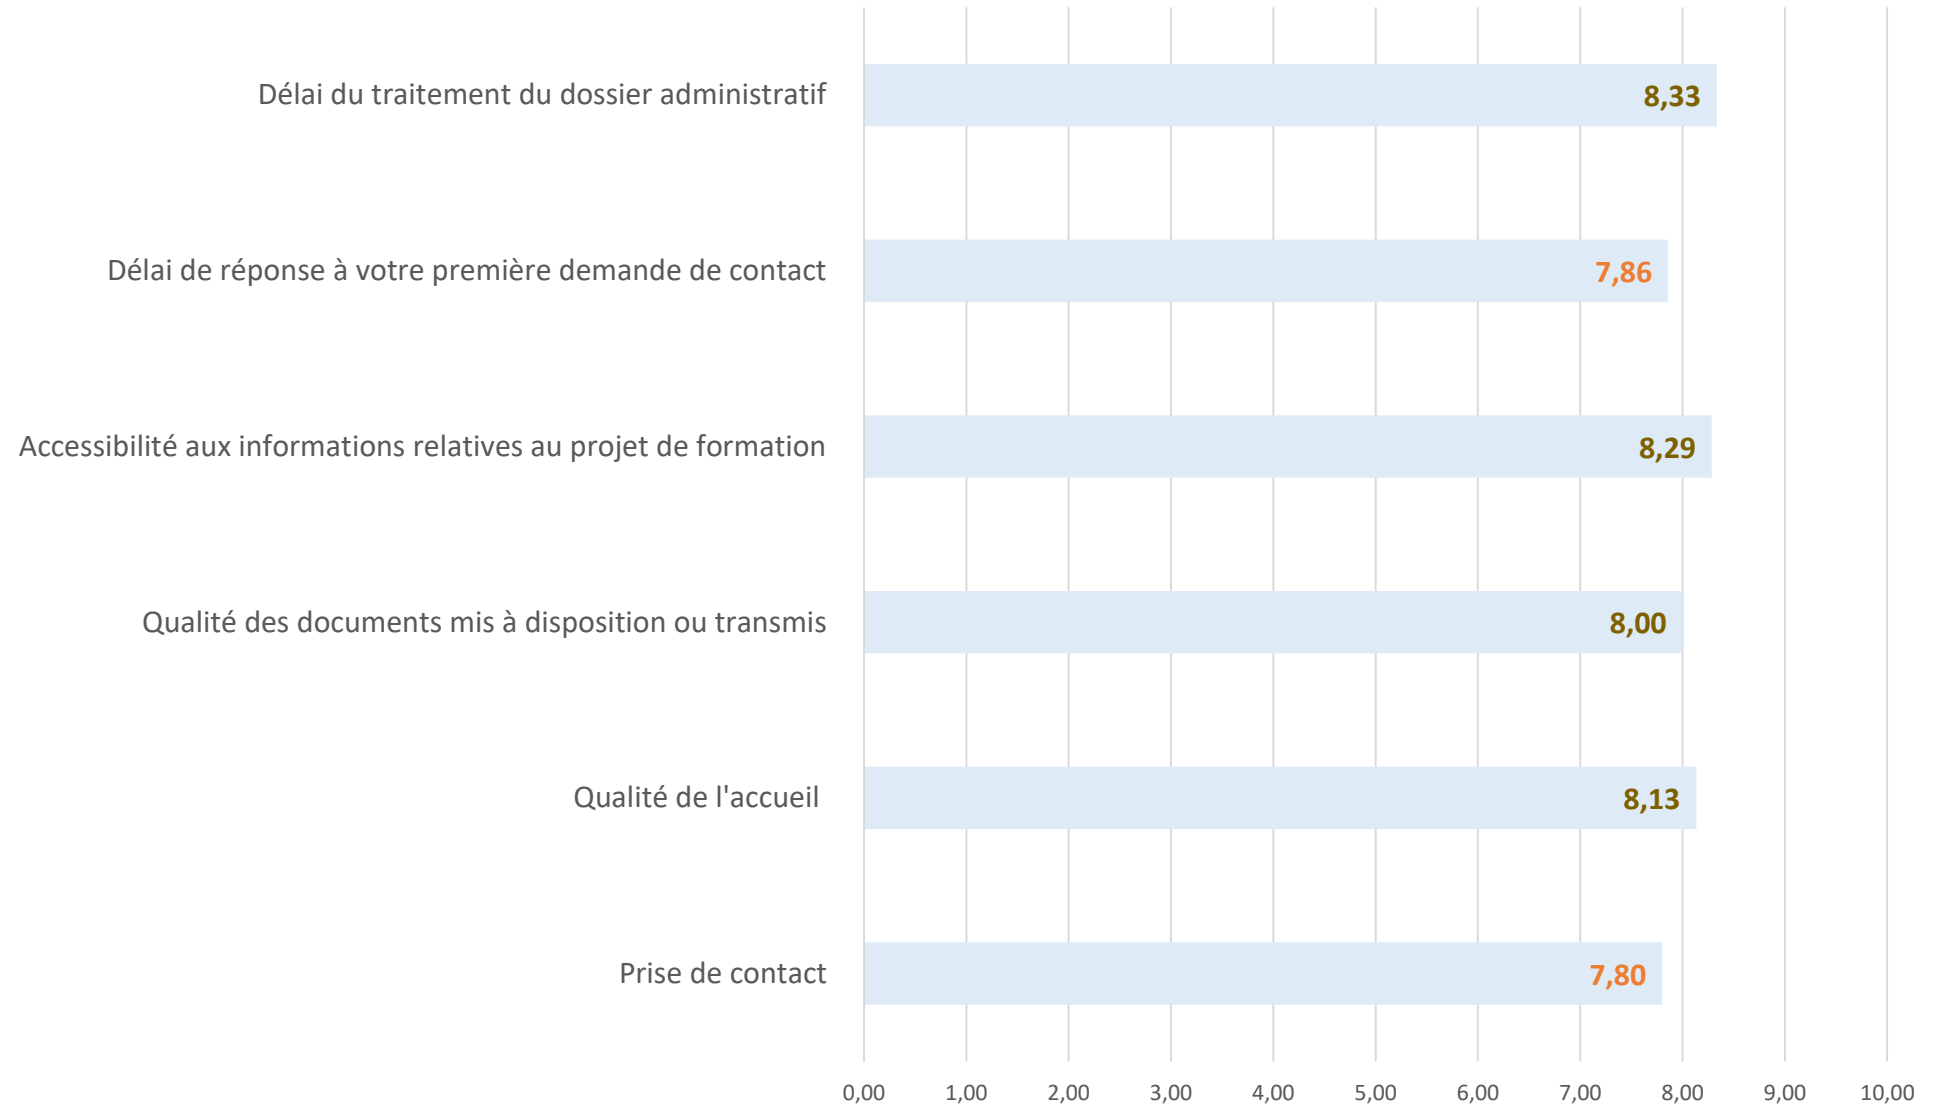 Délai du traitement du dossier administratif
8,33
Délai de réponse à votre première demande de contact
7,86
Accessibilité aux informations relatives au projet de formation
8,29
Qualité des documents mis à disposition ou transmis
8,00
Qualité de l'accueil
8,13
Prise de contact
7,80
0,00 1,00 2,00 3,00 4,00 5,00 6,00 7,00 8,00 9,00 10,00